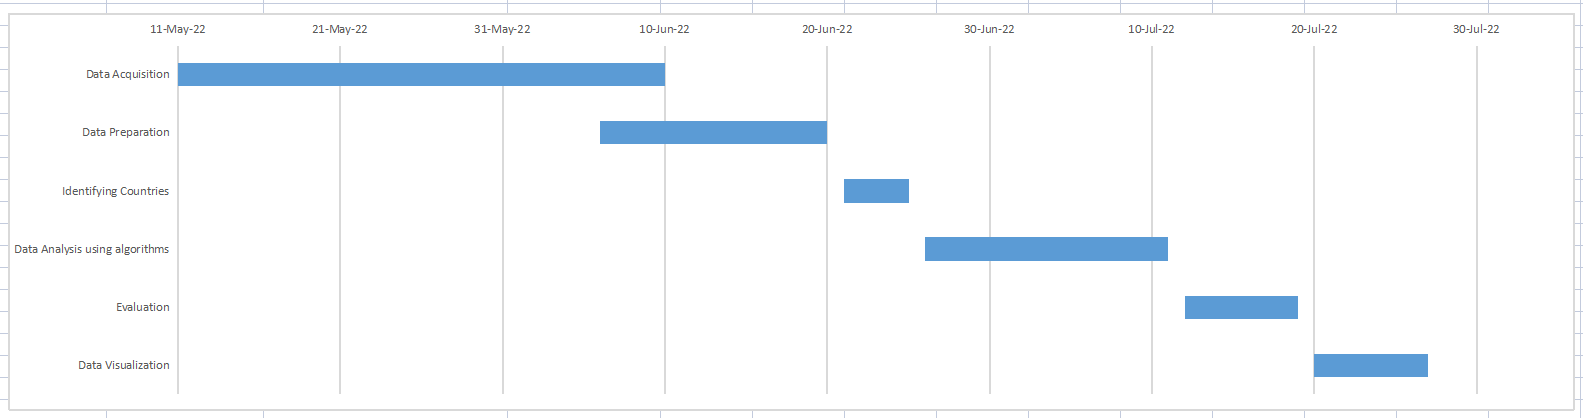 11-May-22 21-May-22 31-May-22 10-Jun-22 20-Jun-22 30-Jun-22 10-Jul-22 20-Jul-22 30-Jul-22
Data Acquisition
Data Preparation
Identifying Countries
Data Analysis using algorithms
Evaluation
Data Visualization